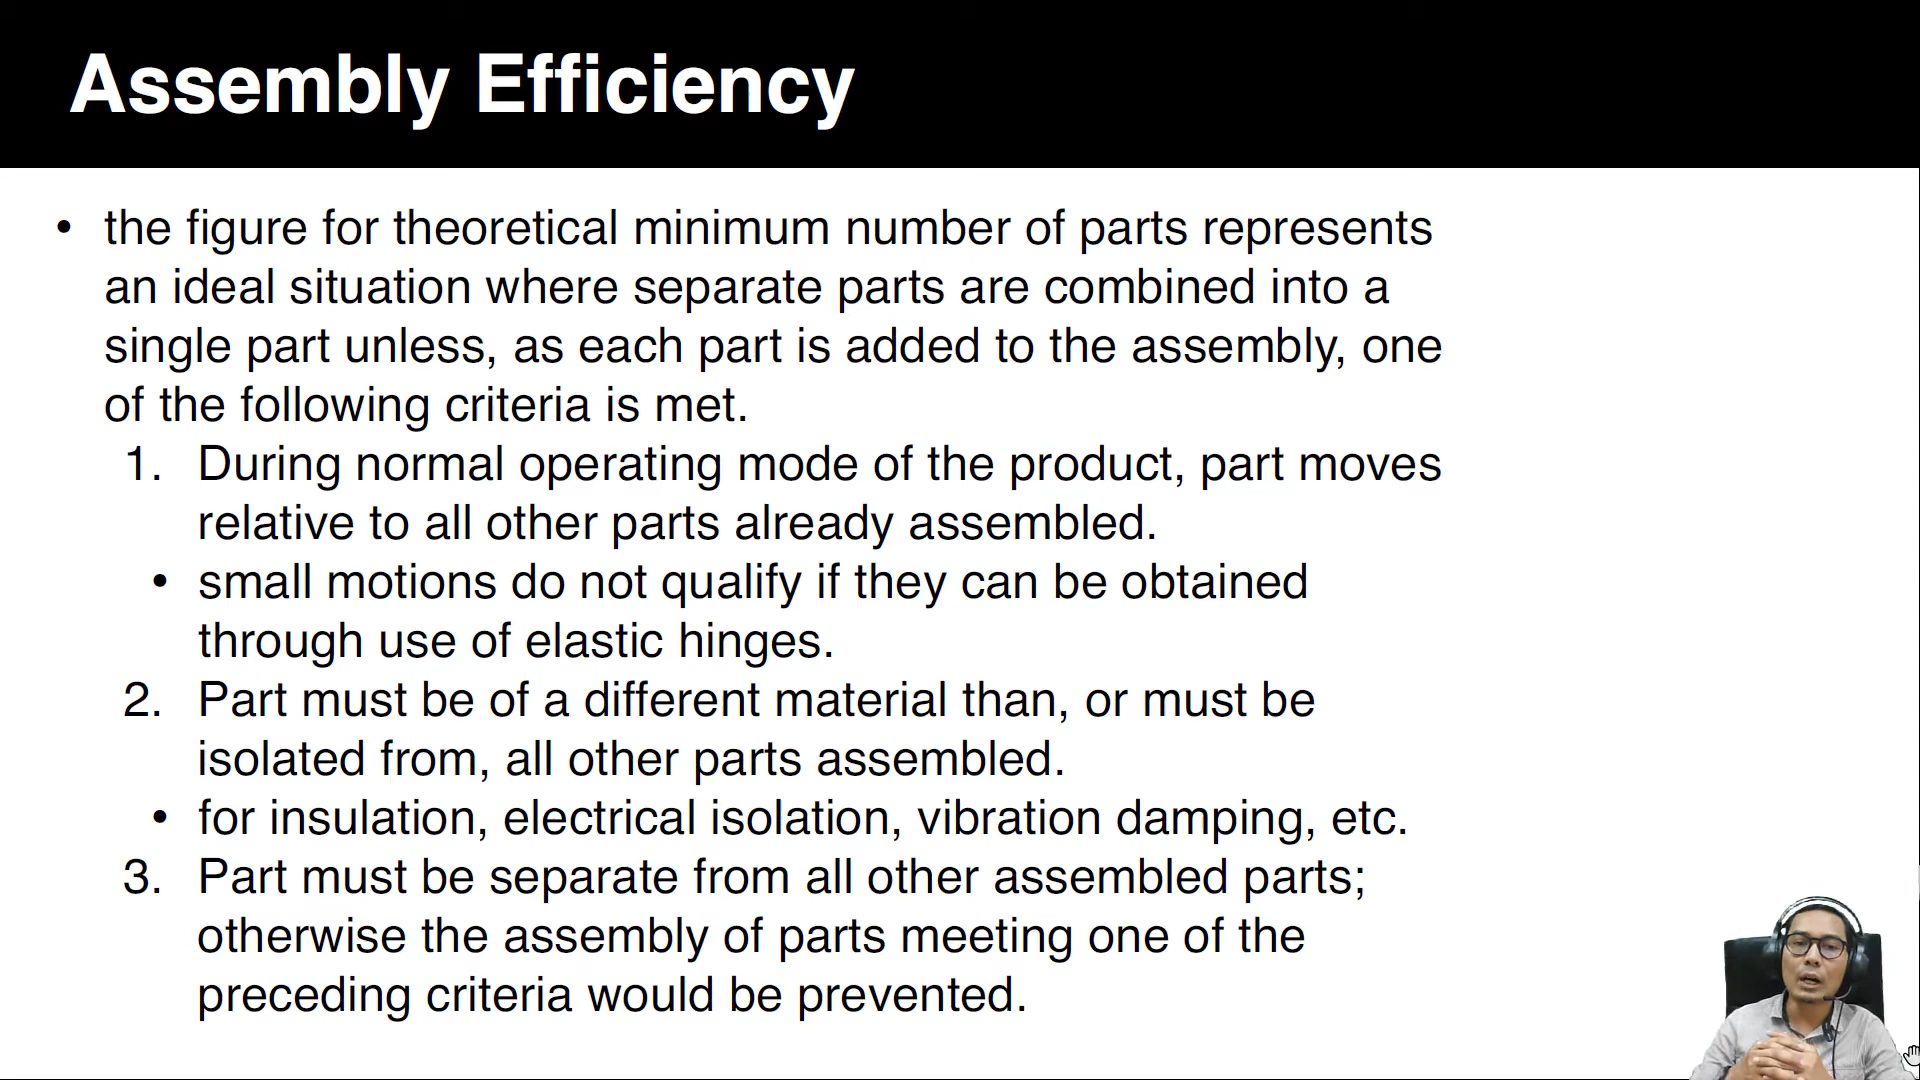 Assembly Efficiency
• the figure for theoretical minimum number of parts represents
an ideal situation where separate parts are combined into a
single part unless, as each part is added to the assembly, one
of the following criteria is met.
1. During normal operating mode of the product, part moves
relative to all other parts already assembled.
• small motions do not qualify if they can be obtained
through use of elastic hinges.
2. Part must be of a different material than, or must be
isolated from, all other parts assembled.
• for insulation, electrical isolation, vibration damping, etc.
3. Part must be separate from all other assembled parts;
otherwise the assembly of parts meeting one of the
preceding criteria would be prevented.